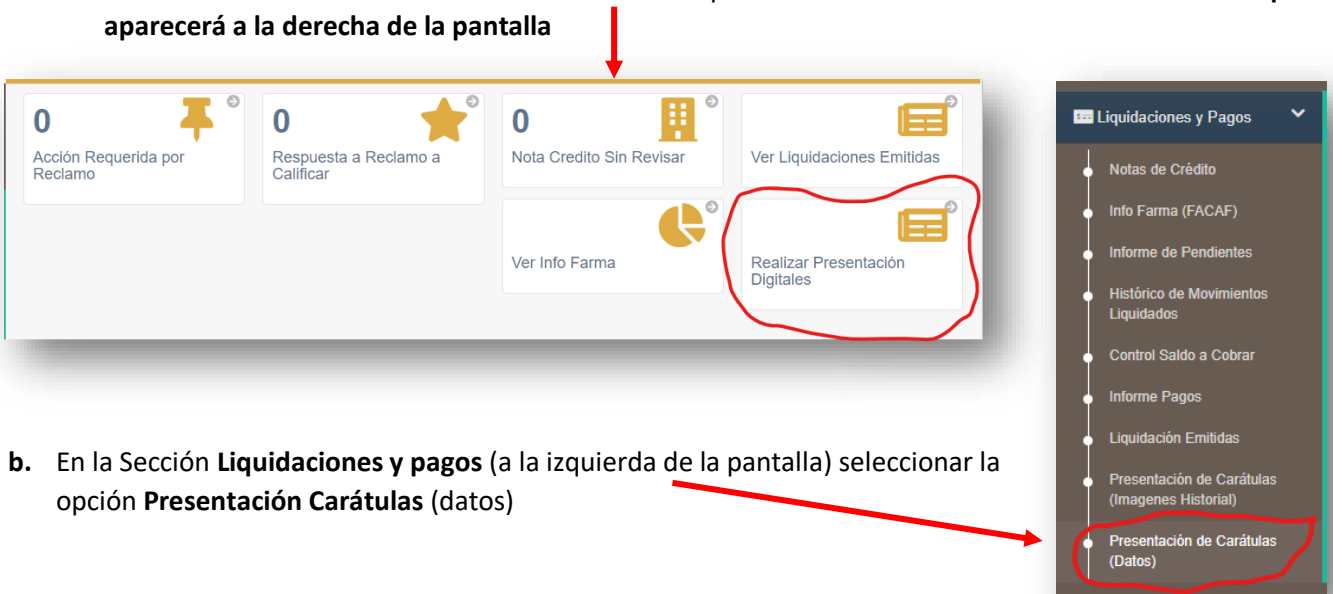 aparecerá a la derecha de la pantalla
0
Acción Requerida por
Reclamo
0
Respuesta a Reclamo a
Calificar
0
Nota Credito Sin Revisar
Ver Liquidaciones Emitidas
Ver Info Farma
Realizar Presentación
Digitales
Liquidaciones y Pagos
Notas de Crédito
Info Farma (FACAF)
Informe de Pendientes
Histórico de Movimientos
Liquidados
Control Saldo a Cobrar
Informe Pagos
Liquidación Emitidas
Presentación de Carátulas
(Imagenes Historial)
Presentación de Carátulas
(Datos)
b. En la Sección Liquidaciones y pagos (a la izquierda de la pantalla) seleccionar la
opción Presentación Carátulas (datos)